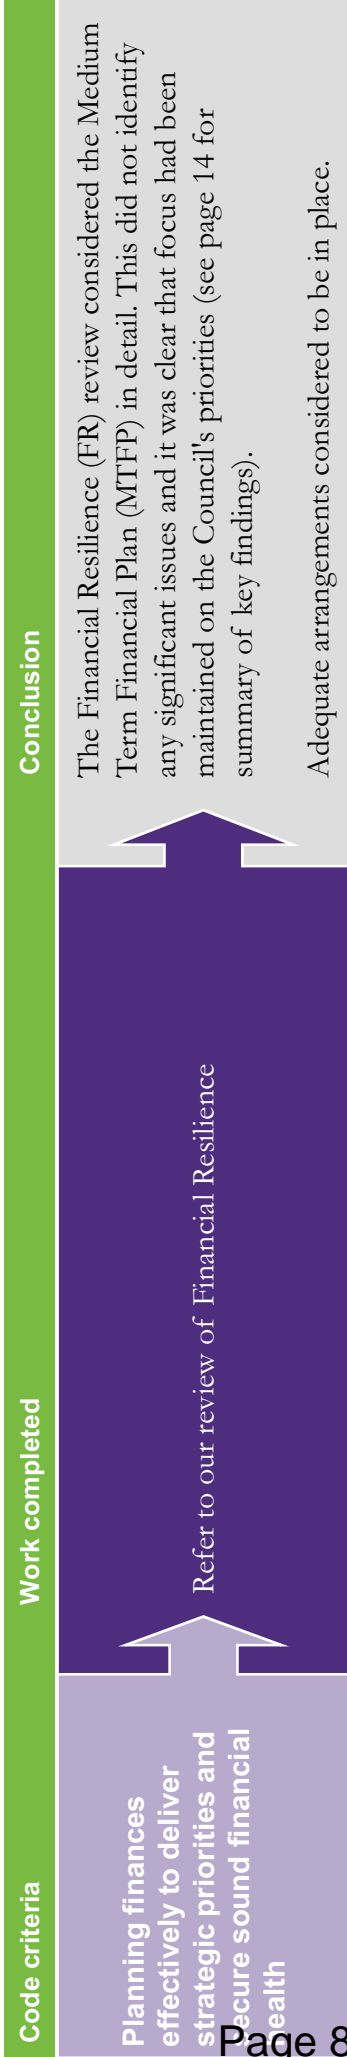 Code criteria
Work completed
Conclusion
Planning finances
effectively to deliver
strategic priorities and
secure sound financial
health
Refer to our review of Financial Resilience
The Financial Resilience (FR) review considered the Medium
Term Financial Plan (MTFP) in detail. This did not identify
any significant issues and it was clear that focus had been
maintained on the Council's priorities (see page 14 for
summary of key findings).
Adequate arrangements considered to be in place.
Page 8